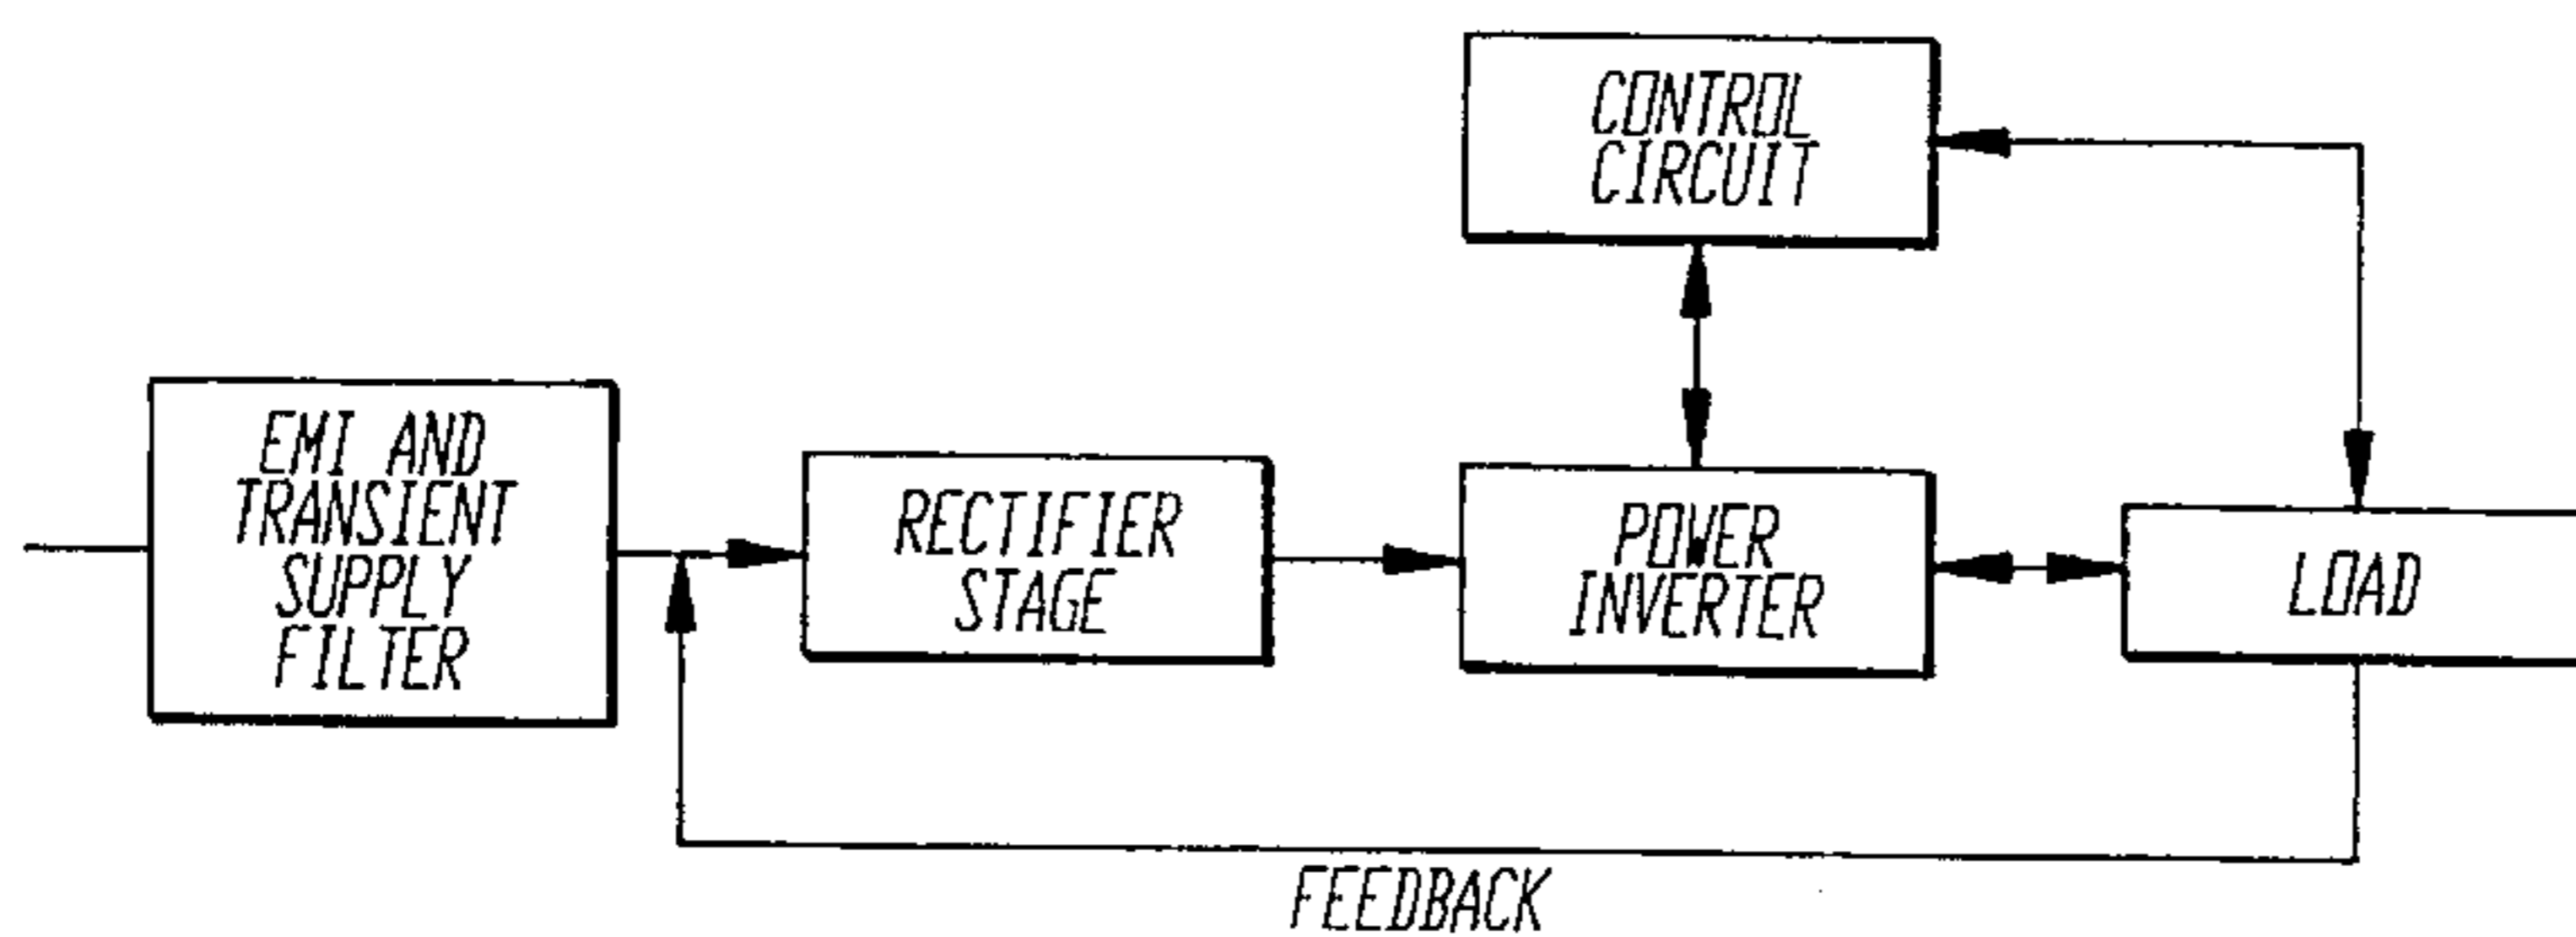 CONTROL
CIRCUIT
EMI AND
TRANSIENT
SUPPLY
FILTER
RECTIFIER
STAGE
POWER
INVERTER
LOAD
FEEDBACK